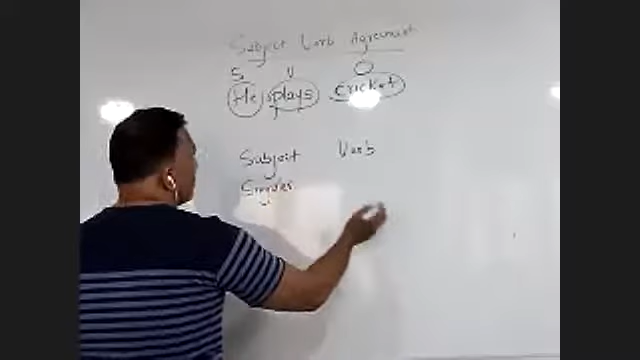 Subject Verb Agreement
S V O
He plays cricket
Subject Verb
Singular